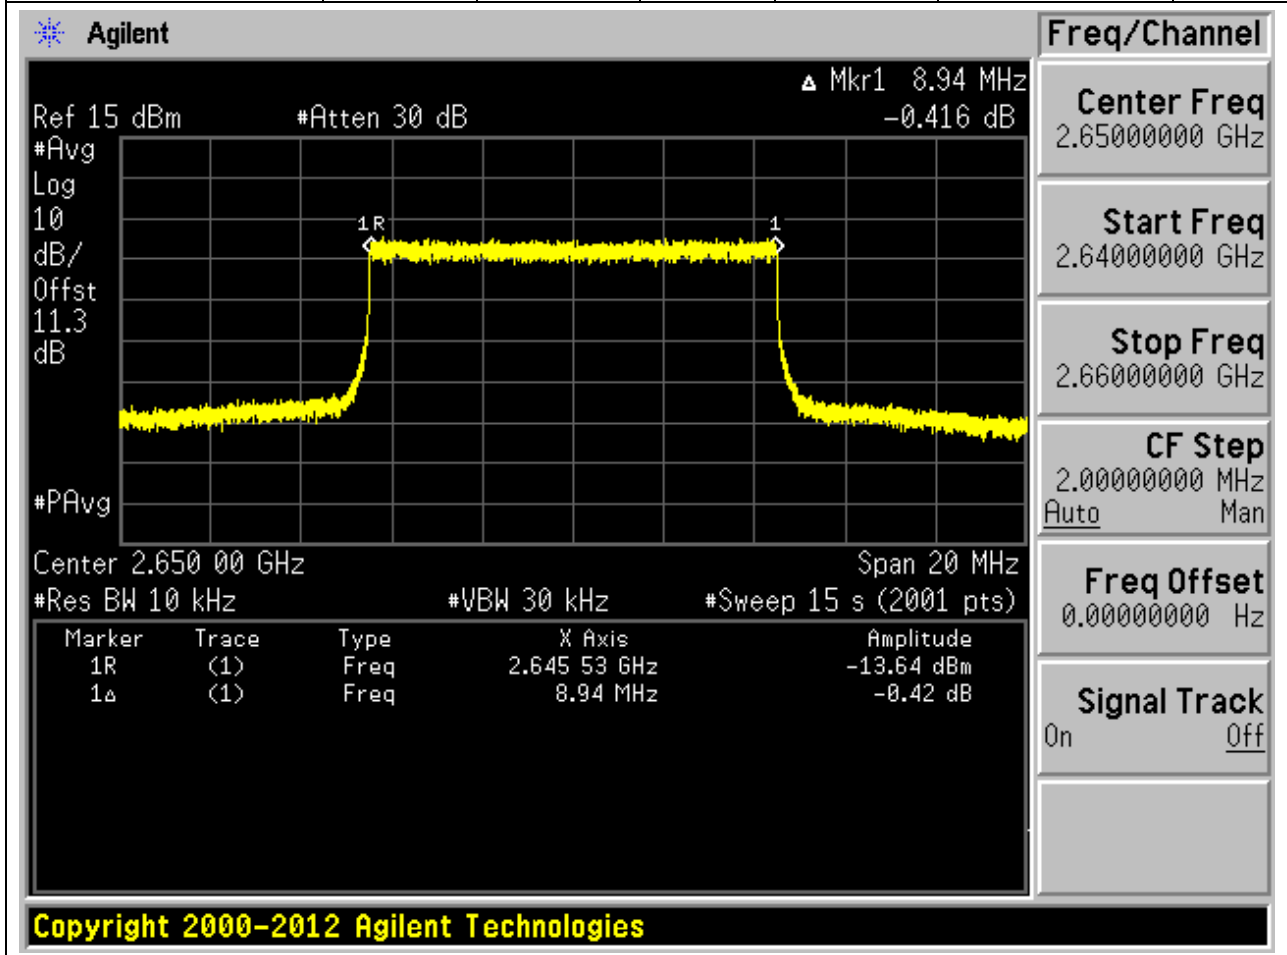 Agilent
Freq/Channel
Δ Mkr1 8.94 MHz
Ref 15 dBm #Atten 30 dB -0.416 dB
#Avg
Log
10
dB/
Offst
11.3
dB
1R 1
#PAvg
Center 2.650 00 GHz Span 20 MHz
#Res BW 10 kHz #VBW 30 kHz #Sweep 15 s (2001 pts)
Marker Trace Type X Axis Amplitude
1R (1) Freq 2.645 53 GHz -13.64 dBm
1Δ (1) Freq 8.94 MHz -0.42 dB
Center Freq
2.65000000 GHz
Start Freq
2.64000000 GHz
Stop Freq
2.66000000 GHz
CF Step
2.00000000 MHz
Auto Man
Freq Offset
0.00000000 Hz
Signal Track
On Off
Copyright 2000-2012 Agilent Technologies